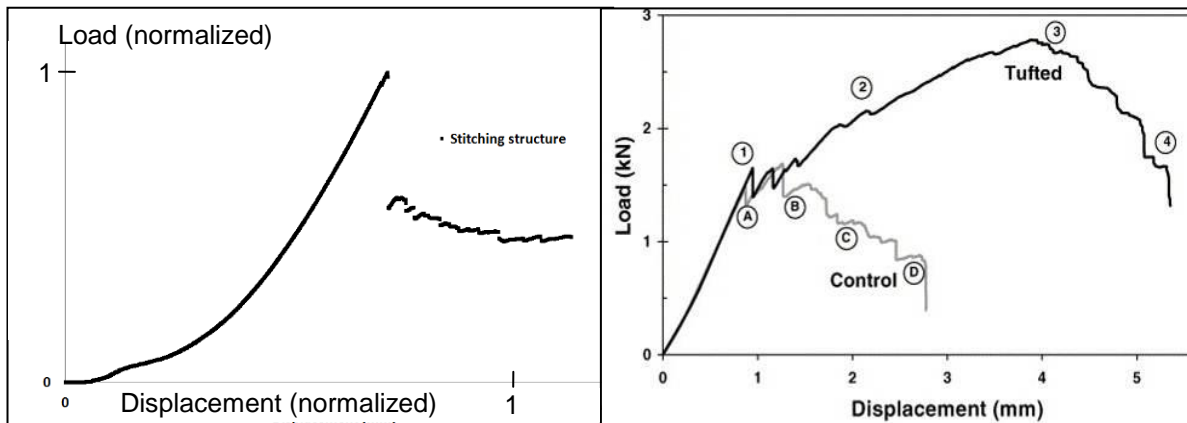 Load (normalized)
1
• Stitching structure
0
0
Displacement (normalized)
1
3
2
1
0
Load (kN)
1
2
3
4
Tufted
A
B
C
D
Control
0 1 2 3 4 5
Displacement (mm)